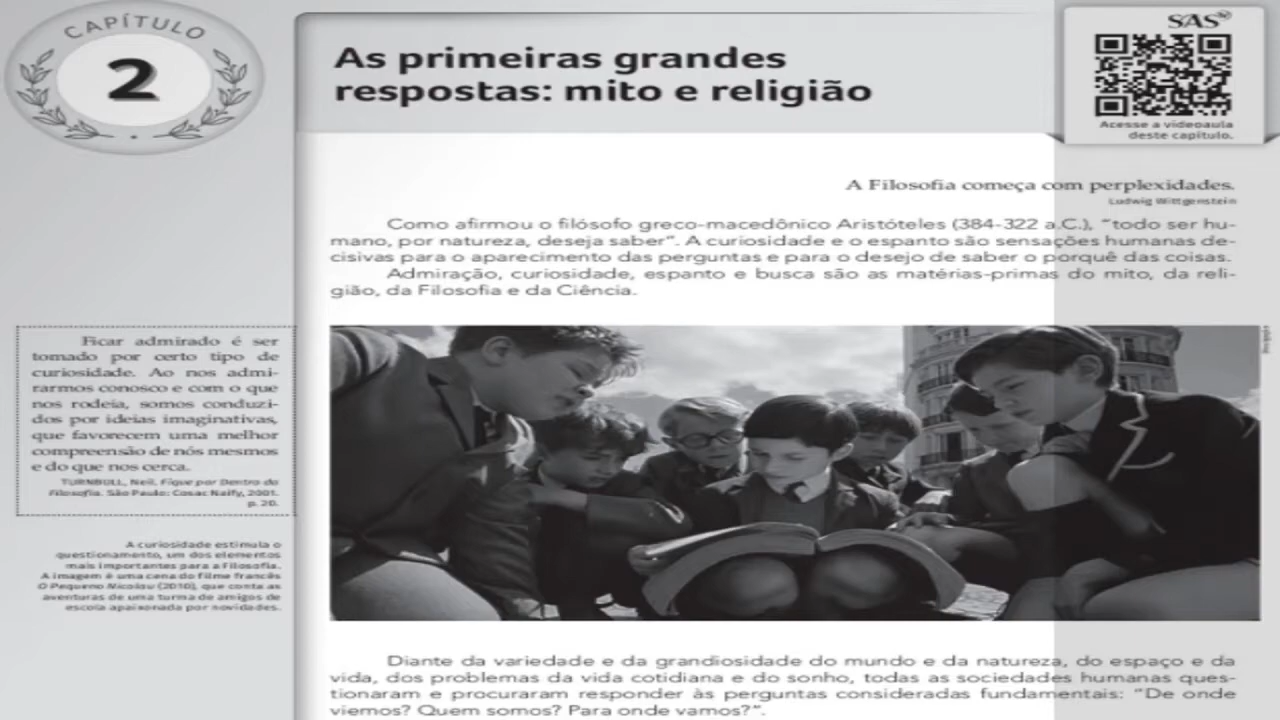 CAPÍTULO
2
As primeiras grandes
respostas: mito e religião
SAS
Acesse a videoaula
deste capítulo.
A Filosofia começa com perplexidades.
Ludwig Wittgenstein
Como afirmou o filósofo greco-macedônico Aristóteles (384-322 a.C.), “todo ser hu-
mano, por natureza, deseja saber”. A curiosidade e o espanto são sensações humanas de-
cisivas para o aparecimento das perguntas e para o desejo de saber o porquê das coisas.
Admiração, curiosidade, espanto e busca são as matérias-primas do mito, da reli-
gião, da Filosofia e da Ciência.
Ficar admirado é ser
tomado por certo tipo de
curiosidade. Ao nos admi-
rarmos conosco e com o que
nos rodeia, somos conduzi-
dos por ideias imaginativas,
que favorecem uma melhor
compreensão de nós mesmos
e do que nos cerca.
TURNBULL, Neil. Fique por Dentro da
Filosofia. São Paulo: Cosac Naify, 2001.
p. 20.
A curiosidade estimula o
questionamento, um dos elementos
mais importantes para a Filosofia.
A imagem é uma cena do filme francês
O Pequeno Nicolau (2010), que conta as
aventuras de uma turma de amigos de
escola apaixonada por novidades.
Diante da variedade e da grandiosidade do mundo e da natureza, do espaço e da
vida, dos problemas da vida cotidiana e do sonho, todas as sociedades humanas ques-
tionaram e procuraram responder às perguntas consideradas fundamentais: “De onde
viemos? Quem somos? Para onde vamos?”.